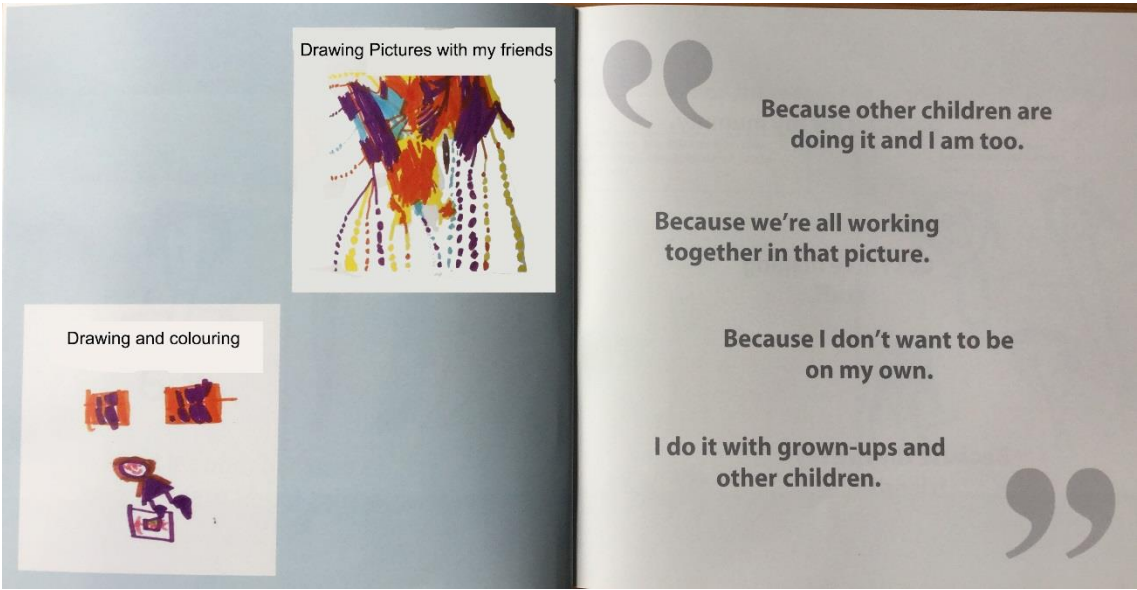 Drawing Pictures with my friends
Drawing and colouring
“
Because other children are
doing it and I am too.
Because we’re all working
together in that picture.
Because I don’t want to be
on my own.
I do it with grown-ups and
other children.
”